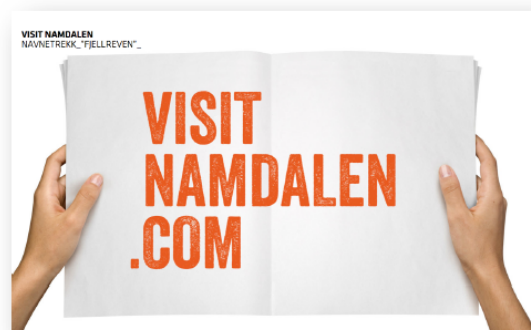 VISIT NAMDALEN
NAVNETREKK_"FJELLREVEN"_
VISIT
NAMDALEN
.COM